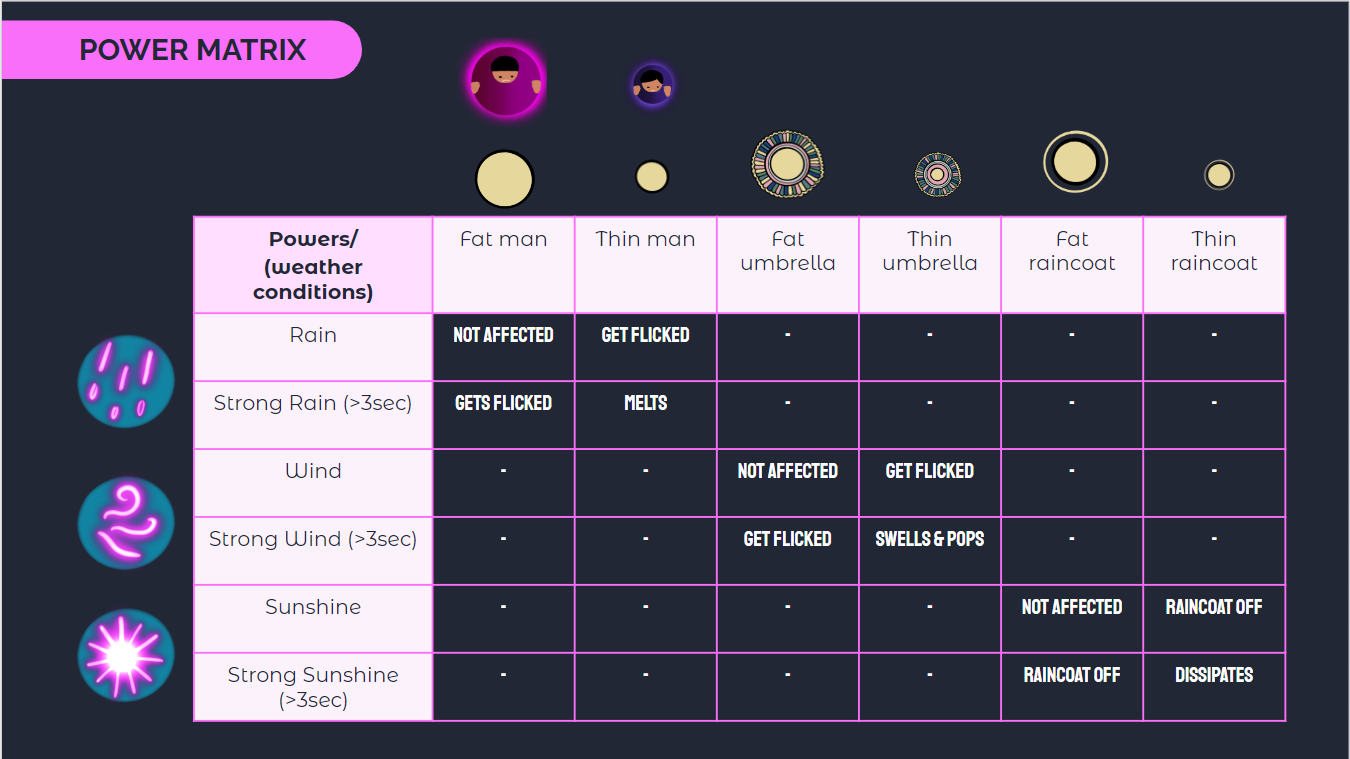 POWER MATRIX
Powers/ (weather conditions) Fat man Thin man Fat umbrella Thin umbrella Fat raincoat Thin raincoat
Rain NOT AFFECTED GET FLICKED - - - -
Strong Rain (>3sec) GETS FLICKED MELTS - - - -
Wind - - NOT AFFECTED GET FLICKED - -
Strong Wind (>3sec) - - GET FLICKED SWELLS & POPS - -
Sunshine - - - - NOT AFFECTED RAINCOAT OFF
Strong Sunshine (>3sec) - - - - RAINCOAT OFF DISSIPATES